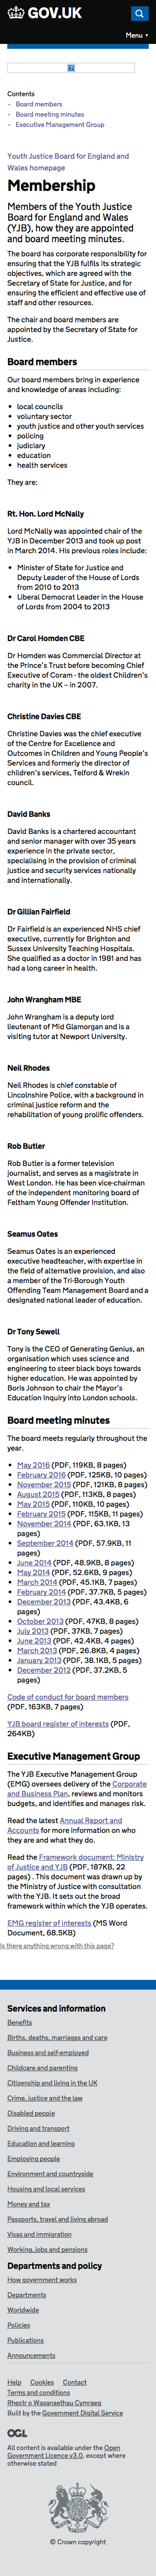 GOV.UK
Menu ▼
Contents
- Board members
- Board meeting minutes
- Executive Management Group
Youth Justice Board for England and
Wales homepage
Membership
Members of the Youth Justice
Board for England and Wales
(YJB), how they are appointed
and board meeting minutes.
The board has corporate responsibility for
ensuring that the YJB fulfils its strategic
objectives, which are agreed with the
Secretary of State for Justice, and for
promoting the efficient and effective use of
staff and other resources.
The chair and board members are
appointed by the Secretary of State for
Justice.
Board members
Our board members bring in experience
and knowledge of areas including:
• local councils
• voluntary sector
• youth justice and other youth services
• policing
• judiciary
• education
• health services
They are:
Rt. Hon. Lord McNally
Lord McNally was appointed chair of the
YJB in December 2013 and took up post
in March 2014. His previous roles include:
• Minister of State for Justice and
Deputy Leader of the House of Lords
from 2010 to 2013
• Liberal Democrat Leader in the House
of Lords from 2004 to 2013
Dr Carol Homden CBE
Dr Homden was Commercial Director at
the Prince's Trust before becoming Chief
Executive of Coram - the oldest Children's
charity in the UK – in 2007.
Christine Davies CBE
Christine Davies was the chief executive
of the Centre for Excellence and
Outcomes in Children and Young People's
Services and formerly the director of
children's services, Telford & Wrekin
council.
David Banks
David Banks is a chartered accountant
and senior manager with over 35 years
experience in the private sector,
specialising in the provision of criminal
justice and security services nationally
and internationally.
Dr Gillian Fairfield
Dr Fairfield is an experienced NHS chief
executive, currently for Brighton and
Sussex University Teaching Hospitals.
She qualified as a doctor in 1981 and has
had a long career in health.
John Wrangham MBE
John Wrangham is a deputy lord
lieutenant of Mid Glamorgan and is a
visiting tutor at Newport University.
Neil Rhodes
Neil Rhodes is chief constable of
Lincolnshire Police, with a background in
criminal justice reform and the
rehabilitation of young prolific offenders.
Rob Butler
Rob Butler is a former television
journalist, and serves as a magistrate in
West London. He has been vice-chairman
of the independent monitoring board of
Feltham Young Offender Institution.
Seamus Oates
Seamus Oates is an experienced
executive headteacher, with expertise in
the field of alternative provision, and also
a member of the Tri-Borough Youth
Offending Team Management Board and
a designated national leader of education.
Dr Tony Sewell
Tony is the CEO of Generating Genius, an
organisation which uses science and
engineering to steer black boys towards
higher education. He was appointed by
Boris Johnson to chair the Mayor's
Education Inquiry into London schools.
Board meeting minutes
The board meets regularly throughout the
year.
• May 2016 (PDF, 119KB, 8 pages)
• February 2016 (PDF, 125KB, 10 pages)
• November 2015 (PDF, 121KB, 8 pages)
• August 2015 (PDF, 113KB, 8 pages)
• May 2015 (PDF, 110KB, 10 pages)
• February 2015 (PDF, 115KB, 11 pages)
• November 2014 (PDF, 63.1KB, 13
pages)
• September 2014 (PDF, 57.9KB, 11
pages)
• June 2014 (PDF, 48.9KB, 8 pages)
• May 2014 (PDF, 52.6KB, 9 pages)
• March 2014 (PDF, 45.1KB, 7 pages)
• February 2014 (PDF, 37.7KB, 5 pages)
• December 2013 (PDF, 43.4KB, 6
pages)
• October 2013 (PDF, 47KB, 8 pages)
• July 2013 (PDF, 37KB, 7 pages)
• June 2013 (PDF, 42.4KB, 4 pages)
• March 2013 (PDF, 26.8KB, 4 pages)
• January 2013 (PDF, 38.1KB, 5 pages)
• December 2012 (PDF, 37.2KB, 5
pages)
Code of conduct for board members
(PDF, 163KB, 7 pages)
YJB board register of interests (PDF,
264KB)
Executive Management Group
The YJB Executive Management Group
(EMG) oversees delivery of the Corporate
and Business Plan, reviews and monitors
budgets, and identifies and manages risk.
Read the latest Annual Report and
Accounts for more information on who
they are and what they do.
Read the Framework document: Ministry
of Justice and YJB (PDF, 187KB, 22
pages) . This document was drawn up by
the Ministry of Justice in consultation
with the YJB. It sets out the broad
framework within which the YJB operates.
EMG register of interests (MS Word
Document, 68.5KB)
Is there anything wrong with this page?
Services and information
Benefits
Births, deaths, marriages and care
Business and self-employed
Childcare and parenting
Citizenship and living in the UK
Crime, justice and the law
Disabled people
Driving and transport
Education and learning
Employing people
Environment and countryside
Housing and local services
Money and tax
Passports, travel and living abroad
Visas and immigration
Working, jobs and pensions
Departments and policy
How government works
Departments
Worldwide
Policies
Publications
Announcements
Help Cookies Contact
Terms and conditions
Rhestr o Wasanaethau Cymraeg
Built by the Government Digital Service
OGL
All content is available under the Open
Government Licence v3.0, except where
otherwise stated
© Crown copyright